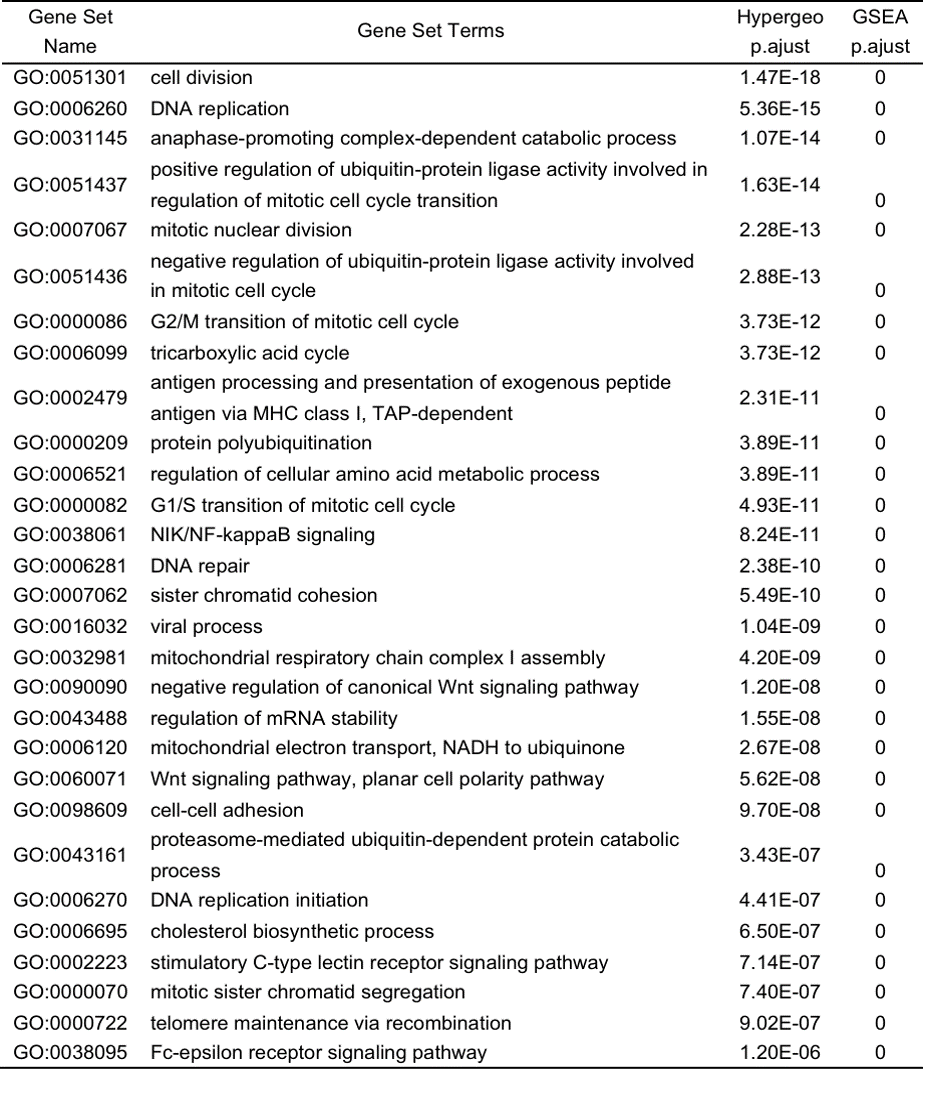 Gene Set Name Gene Set Terms Hypergeo p.ajust GSEA p.ajust
GO:0051301 cell division 1.47E-18 0
GO:0006260 DNA replication 5.36E-15 0
GO:0031145 anaphase-promoting complex-dependent catabolic process 1.07E-14 0
GO:0051437 positive regulation of ubiquitin-protein ligase activity involved in
regulation of mitotic cell cycle transition 1.63E-14 0
GO:0007067 mitotic nuclear division 2.28E-13 0
GO:0051436 negative regulation of ubiquitin-protein ligase activity involved
in mitotic cell cycle 2.88E-13 0
GO:0000086 G2/M transition of mitotic cell cycle 3.73E-12 0
GO:0006099 tricarboxylic acid cycle 3.73E-12 0
GO:0002479 antigen processing and presentation of exogenous peptide
antigen via MHC class I, TAP-dependent 2.31E-11 0
GO:0000209 protein polyubiquitination 3.89E-11 0
GO:0006521 regulation of cellular amino acid metabolic process 3.89E-11 0
GO:0000082 G1/S transition of mitotic cell cycle 4.93E-11 0
GO:0038061 NIK/NF-kappaB signaling 8.24E-11 0
GO:0006281 DNA repair 2.38E-10 0
GO:0007062 sister chromatid cohesion 5.49E-10 0
GO:0016032 viral process 1.04E-09 0
GO:0032981 mitochondrial respiratory chain complex I assembly 4.20E-09 0
GO:0090090 negative regulation of canonical Wnt signaling pathway 1.20E-08 0
GO:0043488 regulation of mRNA stability 1.55E-08 0
GO:0006120 mitochondrial electron transport, NADH to ubiquinone 2.67E-08 0
GO:0060071 Wnt signaling pathway, planar cell polarity pathway 5.62E-08 0
GO:0098609 cell-cell adhesion 9.70E-08 0
GO:0043161 proteasome-mediated ubiquitin-dependent protein catabolic
process 3.43E-07 0
GO:0006270 DNA replication initiation 4.41E-07 0
GO:0006695 cholesterol biosynthetic process 6.50E-07 0
GO:0002223 stimulatory C-type lectin receptor signaling pathway 7.14E-07 0
GO:0000070 mitotic sister chromatid segregation 7.40E-07 0
GO:0000722 telomere maintenance via recombination 9.02E-07 0
GO:0038095 Fc-epsilon receptor signaling pathway 1.20E-06 0